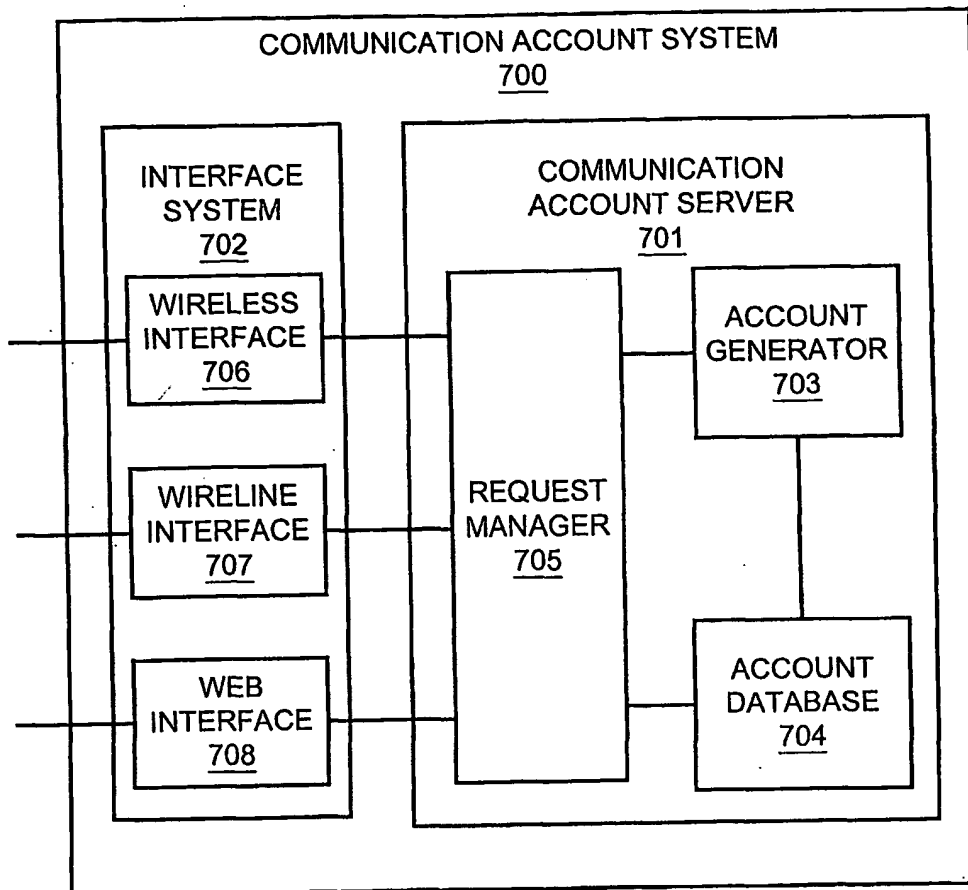 COMMUNICATION ACCOUNT SYSTEM
700
INTERFACE
SYSTEM
702
WIRELESS
INTERFACE
706
WIRELINE
INTERFACE
707
WEB
INTERFACE
708
COMMUNICATION
ACCOUNT SERVER
701
REQUEST
MANAGER
705
ACCOUNT
GENERATOR
703
ACCOUNT
DATABASE
704